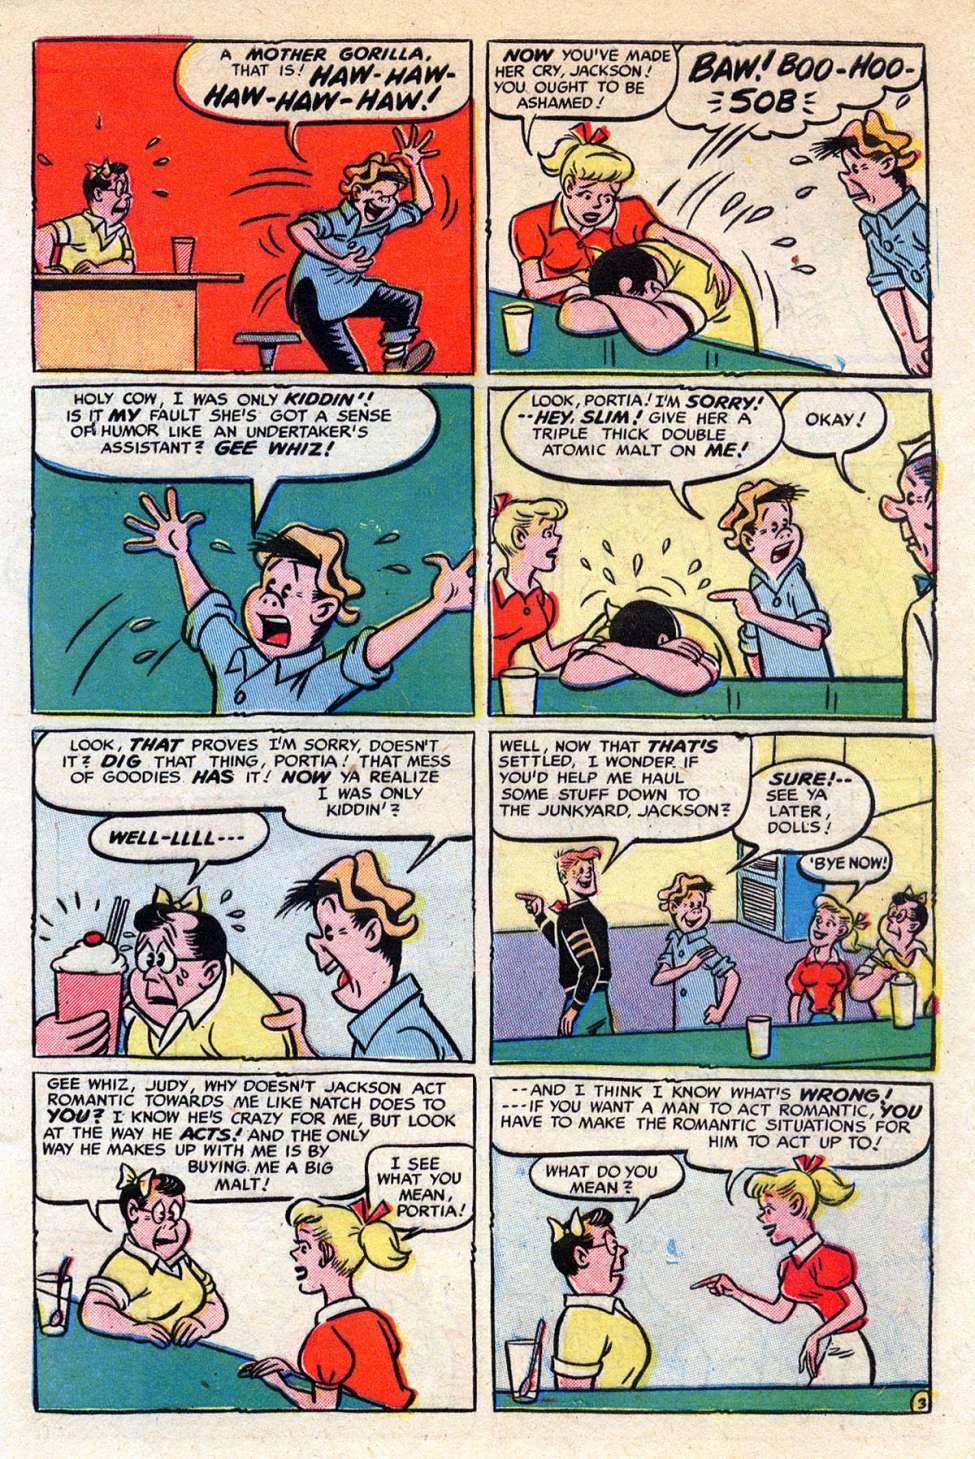 A MOTHER GORILLA,
THAT IS! HAW-HAW-
HAW-HAW-HAW!
NOW YOU'VE MADE
HER CRY, JACKSON!
YOU OUGHT TO BE
ASHAMED!
BAW! BOO-HOO-
SOB
HOLY COW, I WAS ONLY KIDDIN'!
IS IT MY FAULT SHE'S GOT A SENSE
OF HUMOR LIKE AN UNDERTAKER'S
ASSISTANT? GEE WHIZ!
LOOK, PORTIA! I'M SORRY!
--HEY, SLIM! GIVE HER A
TRIPLE THICK DOUBLE
ATOMIC MALT ON ME!
OKAY!
LOOK, THAT PROVES I'M SORRY, DOESN'T
IT? DIG THAT THING, PORTIA! THAT MESS
OF GOODIES HAS IT! NOW YA REALIZE
I WAS ONLY
KIDDIN'?
WELL-LLLL---
WELL, NOW THAT THAT'S
SETTLED, I WONDER IF
YOU'D HELP ME HAUL
SOME STUFF DOWN TO
THE JUNKYARD, JACKSON?
SURE!--
SEE YA
LATER,
DOLLS!
'BYE NOW!
GEE WHIZ, JUDY, WHY DOESN'T JACKSON ACT
ROMANTIC TOWARDS ME LIKE NATCH DOES TO
YOU? I KNOW HE'S CRAZY FOR ME, BUT LOOK
AT THE WAY HE ACTS! AND THE ONLY
WAY HE MAKES UP WITH ME IS BY
BUYING ME A BIG
MALT!
I SEE
WHAT YOU
MEAN,
PORTIA!
--AND I THINK I KNOW WHAT'S WRONG!
---IF YOU WANT A MAN TO ACT ROMANTIC, YOU
HAVE TO MAKE THE ROMANTIC SITUATIONS FOR
HIM TO ACT UP TO!
WHAT DO YOU
MEAN?
3